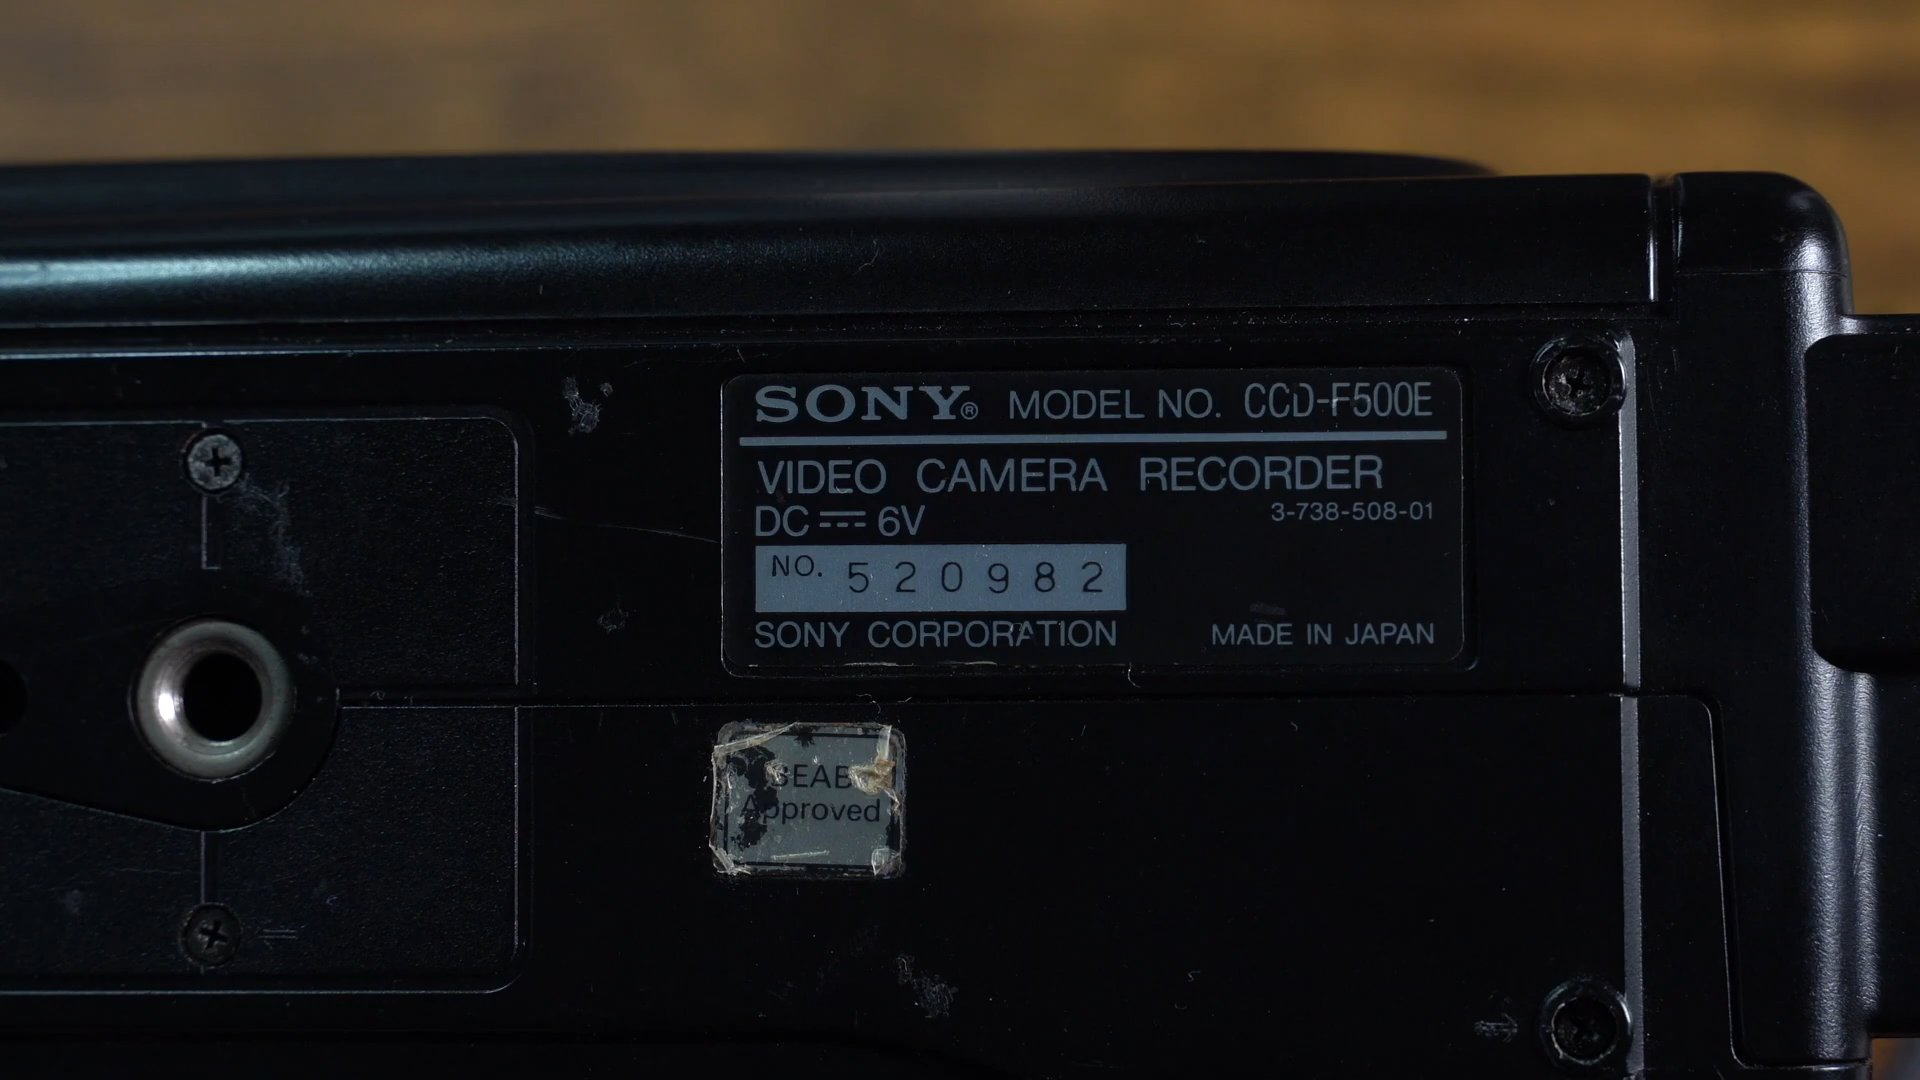 SONY® MODEL NO. CCD-F500E
VIDEO CAMERA RECORDER
DC 6V 3-738-508-01
NO. 520982
SONY CORPORATION MADE IN JAPAN
SEAB
Approved